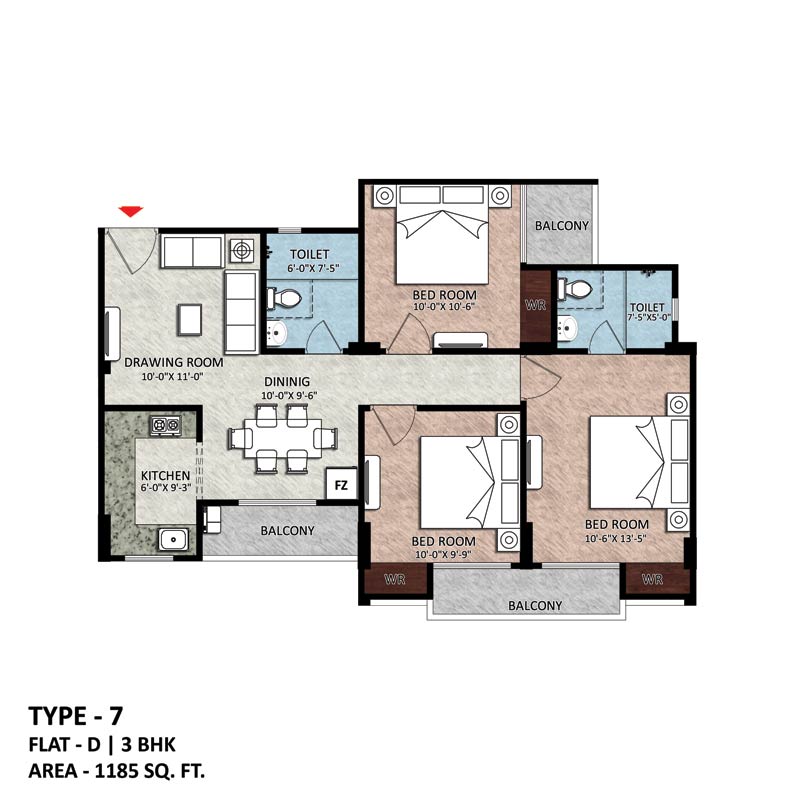 BALCONY
TOILET
6'-0"X 7'-5"
BED ROOM
10'-0"X 10'-6"
WR
TOILET
7'-5"X5'-0"
DRAWING ROOM
10'-0"X 11'-0"
DINING
10'-0"X 9'-6"
KITCHEN
6'-0"X 9'-3"
FZ
BALCONY
BED ROOM
10'-0"X 9'-9"
BED ROOM
10'-6"X 13'-5"
WR
WR
BALCONY
TYPE - 7
FLAT - D | 3 BHK
AREA - 1185 SQ. FT.